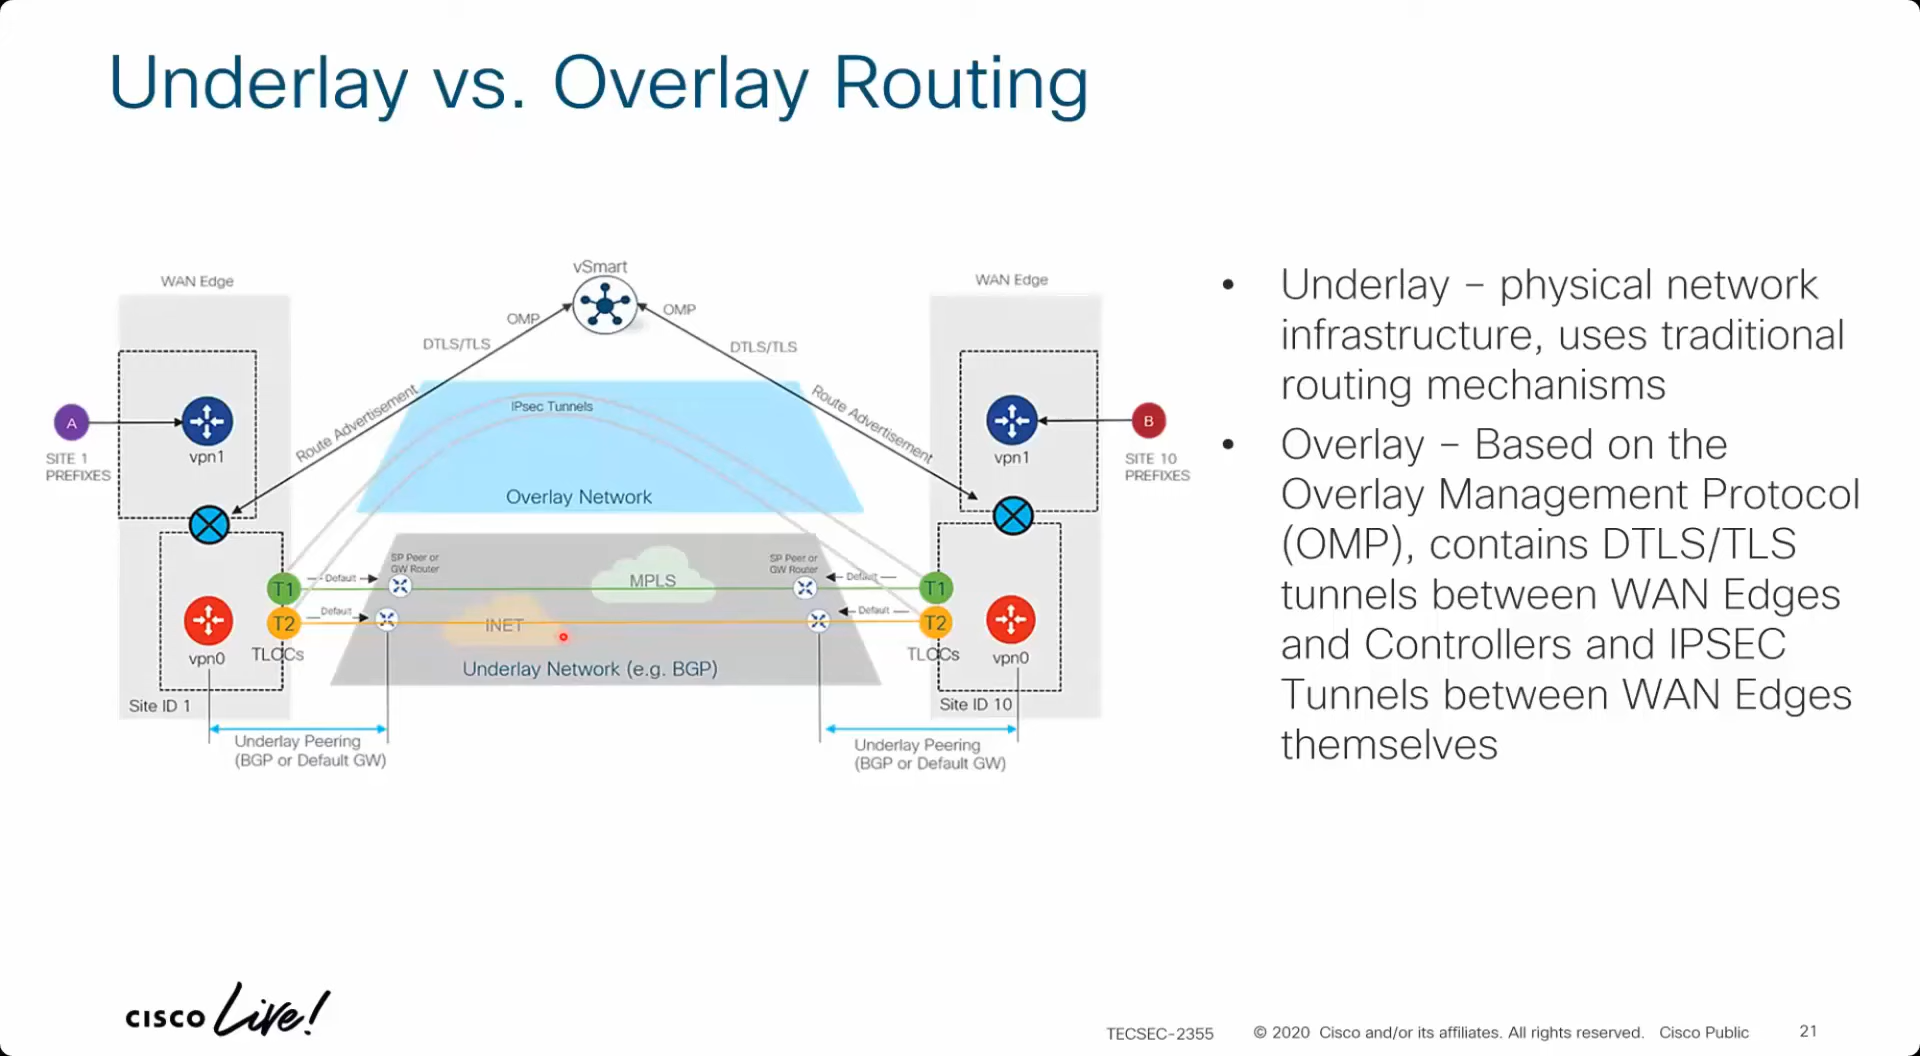 Underlay vs. Overlay Routing
vSmart
WAN Edge
WAN Edge
OMP
OMP
DTLS/TLS
DTLS/TLS
Route Advertisement
Route Advertisement
IPsec Tunnels
A
vpn1
vpn1
B
SITE 1
PREFIXES
SITE 10
PREFIXES
Overlay Network
SP Peer or
GW Router
SP Peer or
GW Router
T1
Default
MPLS
Default
T1
T2
Default
INET
Default
T2
vpn0
TLOCs
TLOCs
vpn0
Underlay Network (e.g. BGP)
Site ID 1
Site ID 10
Underlay Peering
(BGP or Default GW)
Underlay Peering
(BGP or Default GW)
• Underlay – physical network
infrastructure, uses traditional
routing mechanisms
• Overlay – Based on the
Overlay Management Protocol
(OMP), contains DTLS/TLS
tunnels between WAN Edges
and Controllers and IPSEC
Tunnels between WAN Edges
themselves
CISCO Live!
TECSEC-2355
© 2020 Cisco and/or its affiliates. All rights reserved. Cisco Public
21